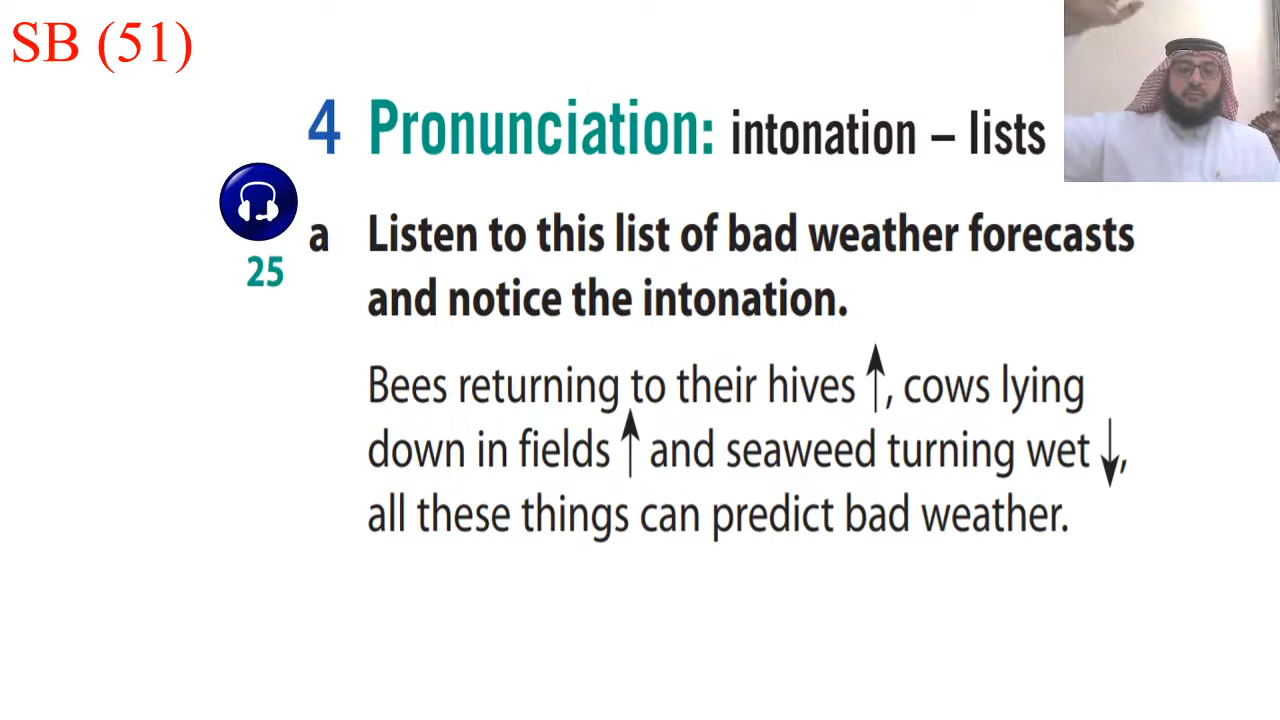 SB (51)
4 Pronunciation: intonation – lists
25
a Listen to this list of bad weather forecasts
and notice the intonation.
Bees returning to their hives ↑, cows lying
down in fields ↑ and seaweed turning wet ↓,
all these things can predict bad weather.